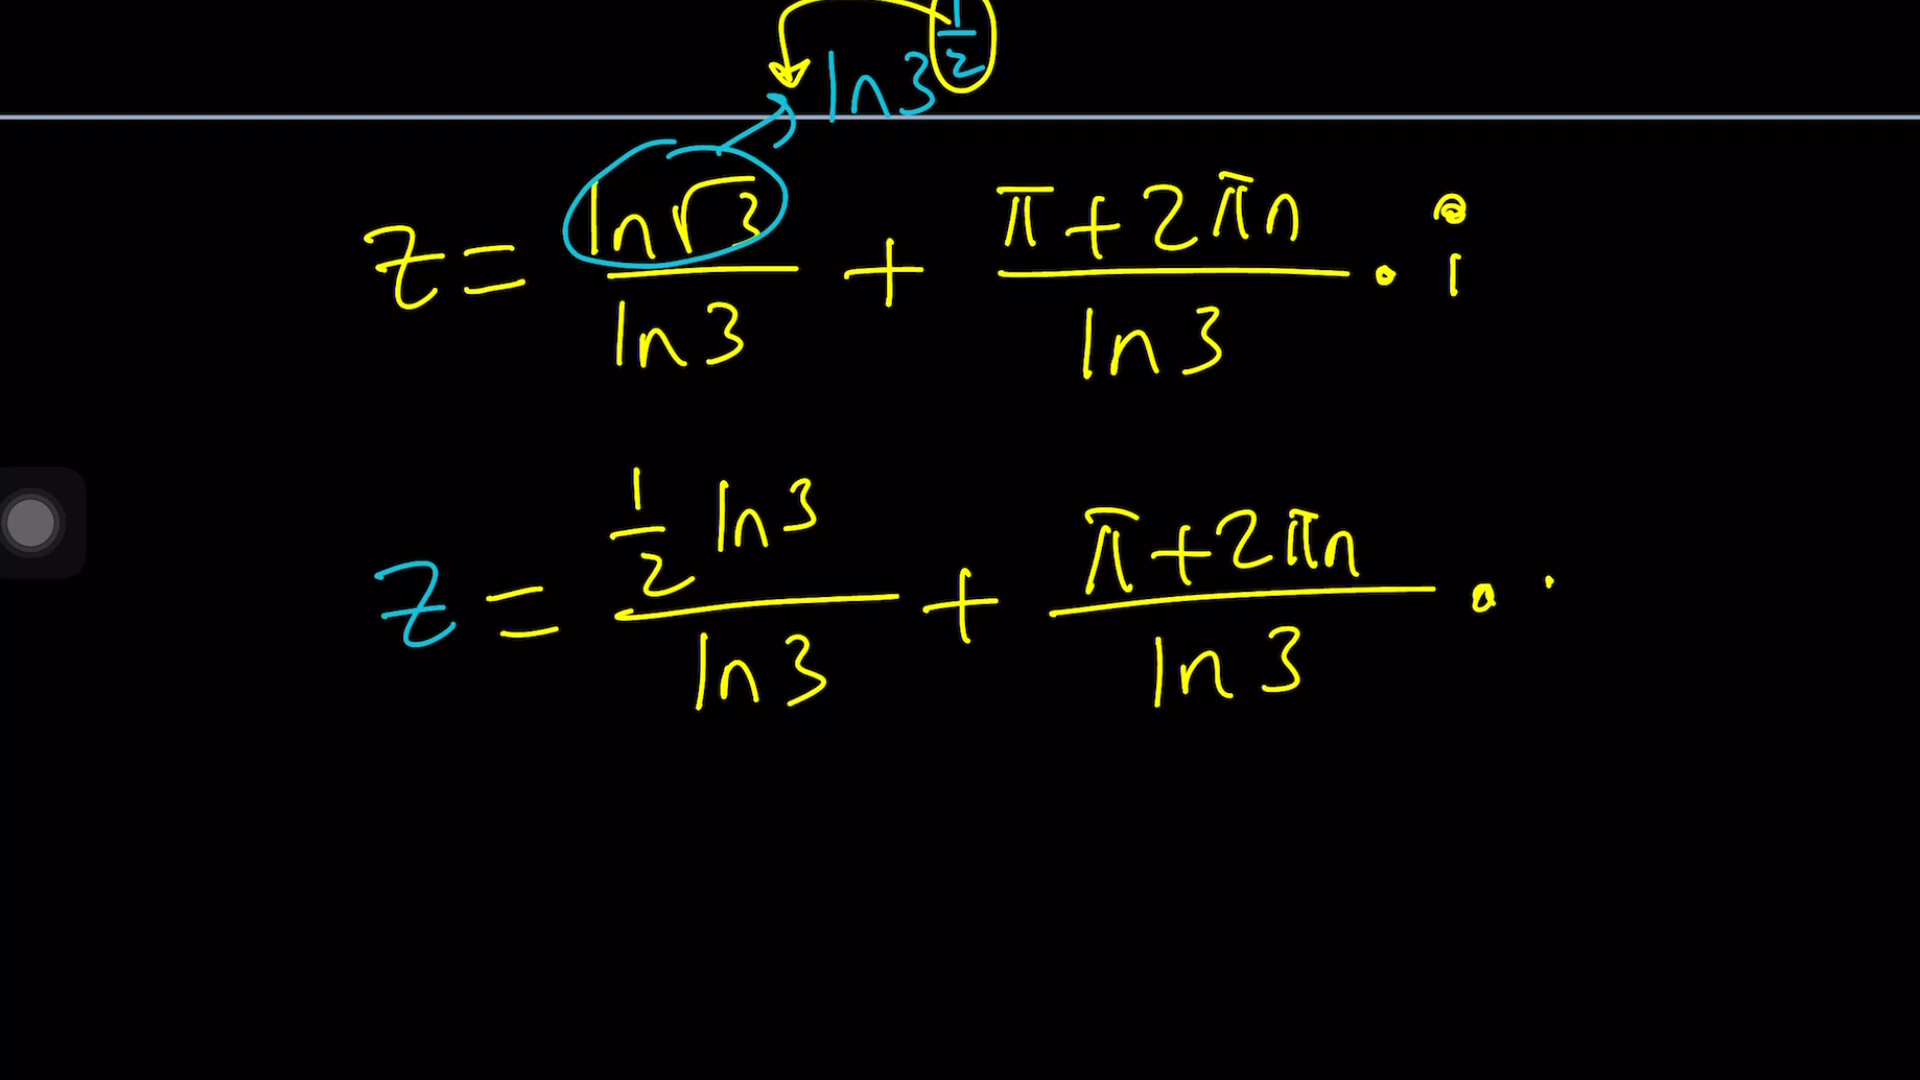 ln3^(1/2)
z = (ln√3)/(ln3) + (π+2πn)/(ln3) · i
z = (1/2 ln3)/(ln3) + (π+2πn)/(ln3) ·